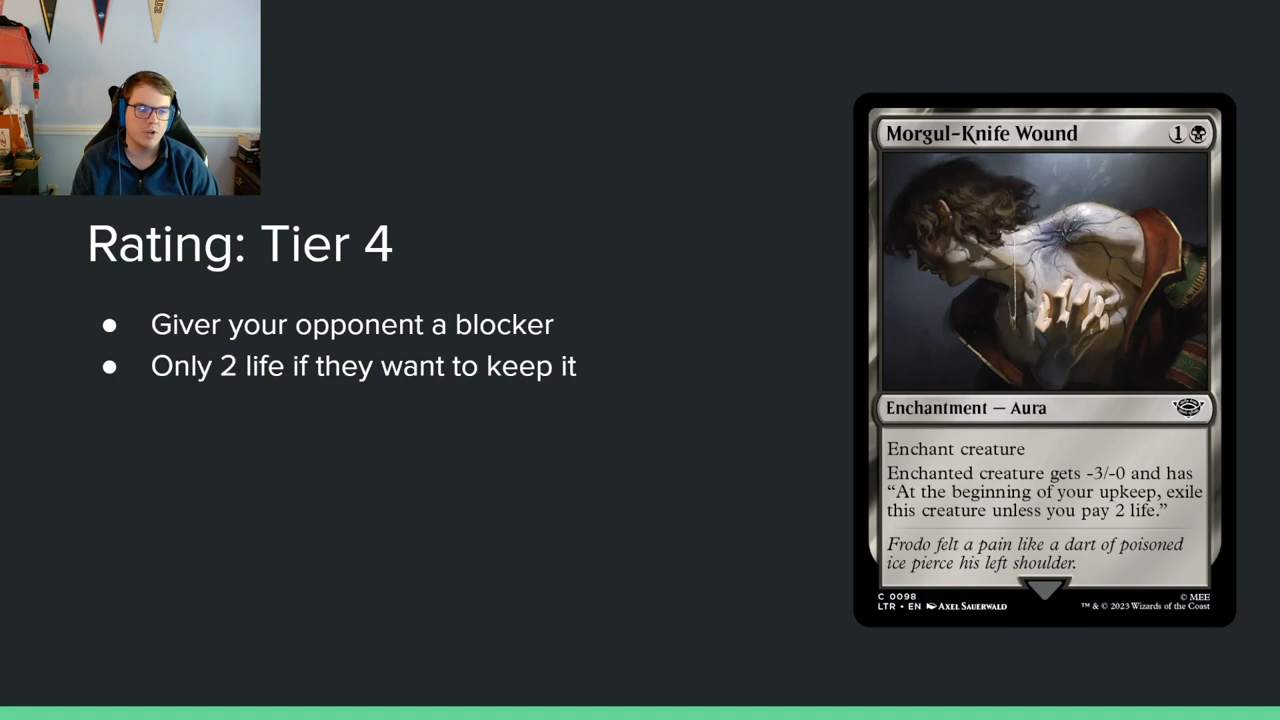 Rating: Tier 4
● Giver your opponent a blocker
● Only 2 life if they want to keep it
Morgul-Knife Wound 1
Enchantment — Aura
Enchant creature
Enchanted creature gets -3/-0 and has
“At the beginning of your upkeep, exile
this creature unless you pay 2 life.”
Frodo felt a pain like a dart of poisoned
ice pierce his left shoulder.
C 0098
LTR • EN Axel Sauerwald
© MEE
™ & © 2023 Wizards of the Coast